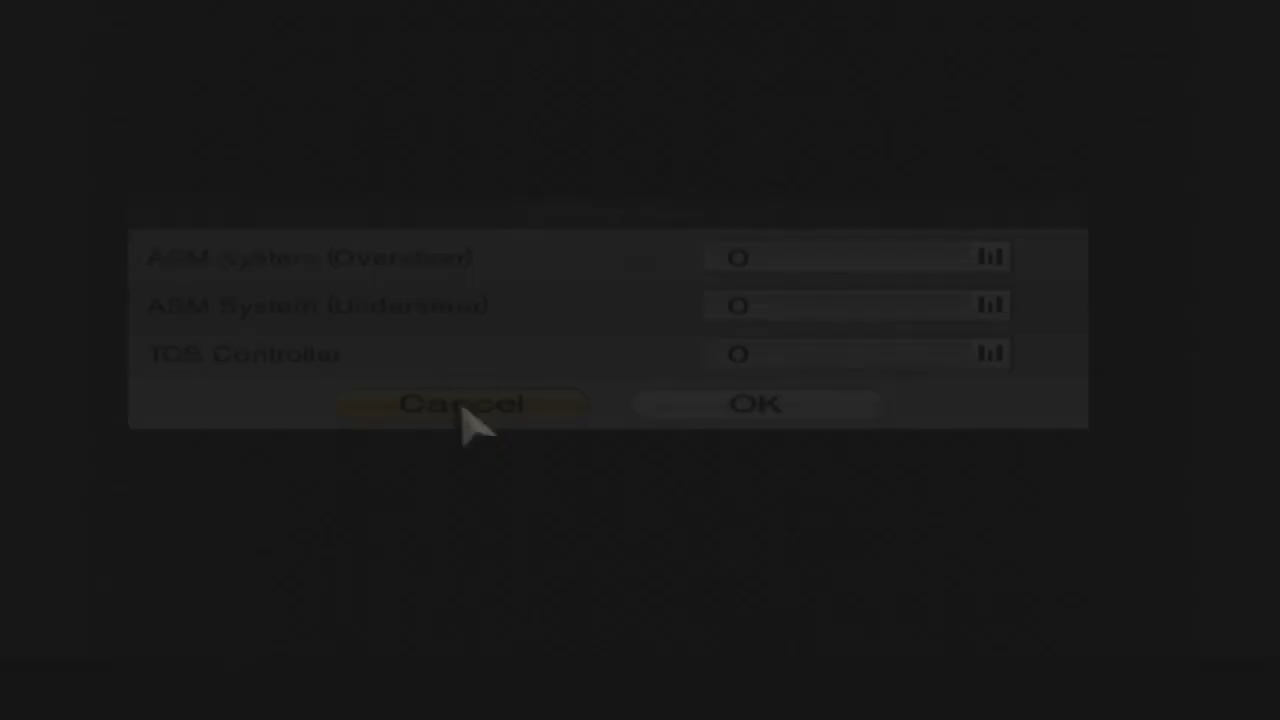 ASM System (Oversteer) 0
ASM System (Understeer) 0
TCS Controller 0
Cancel OK